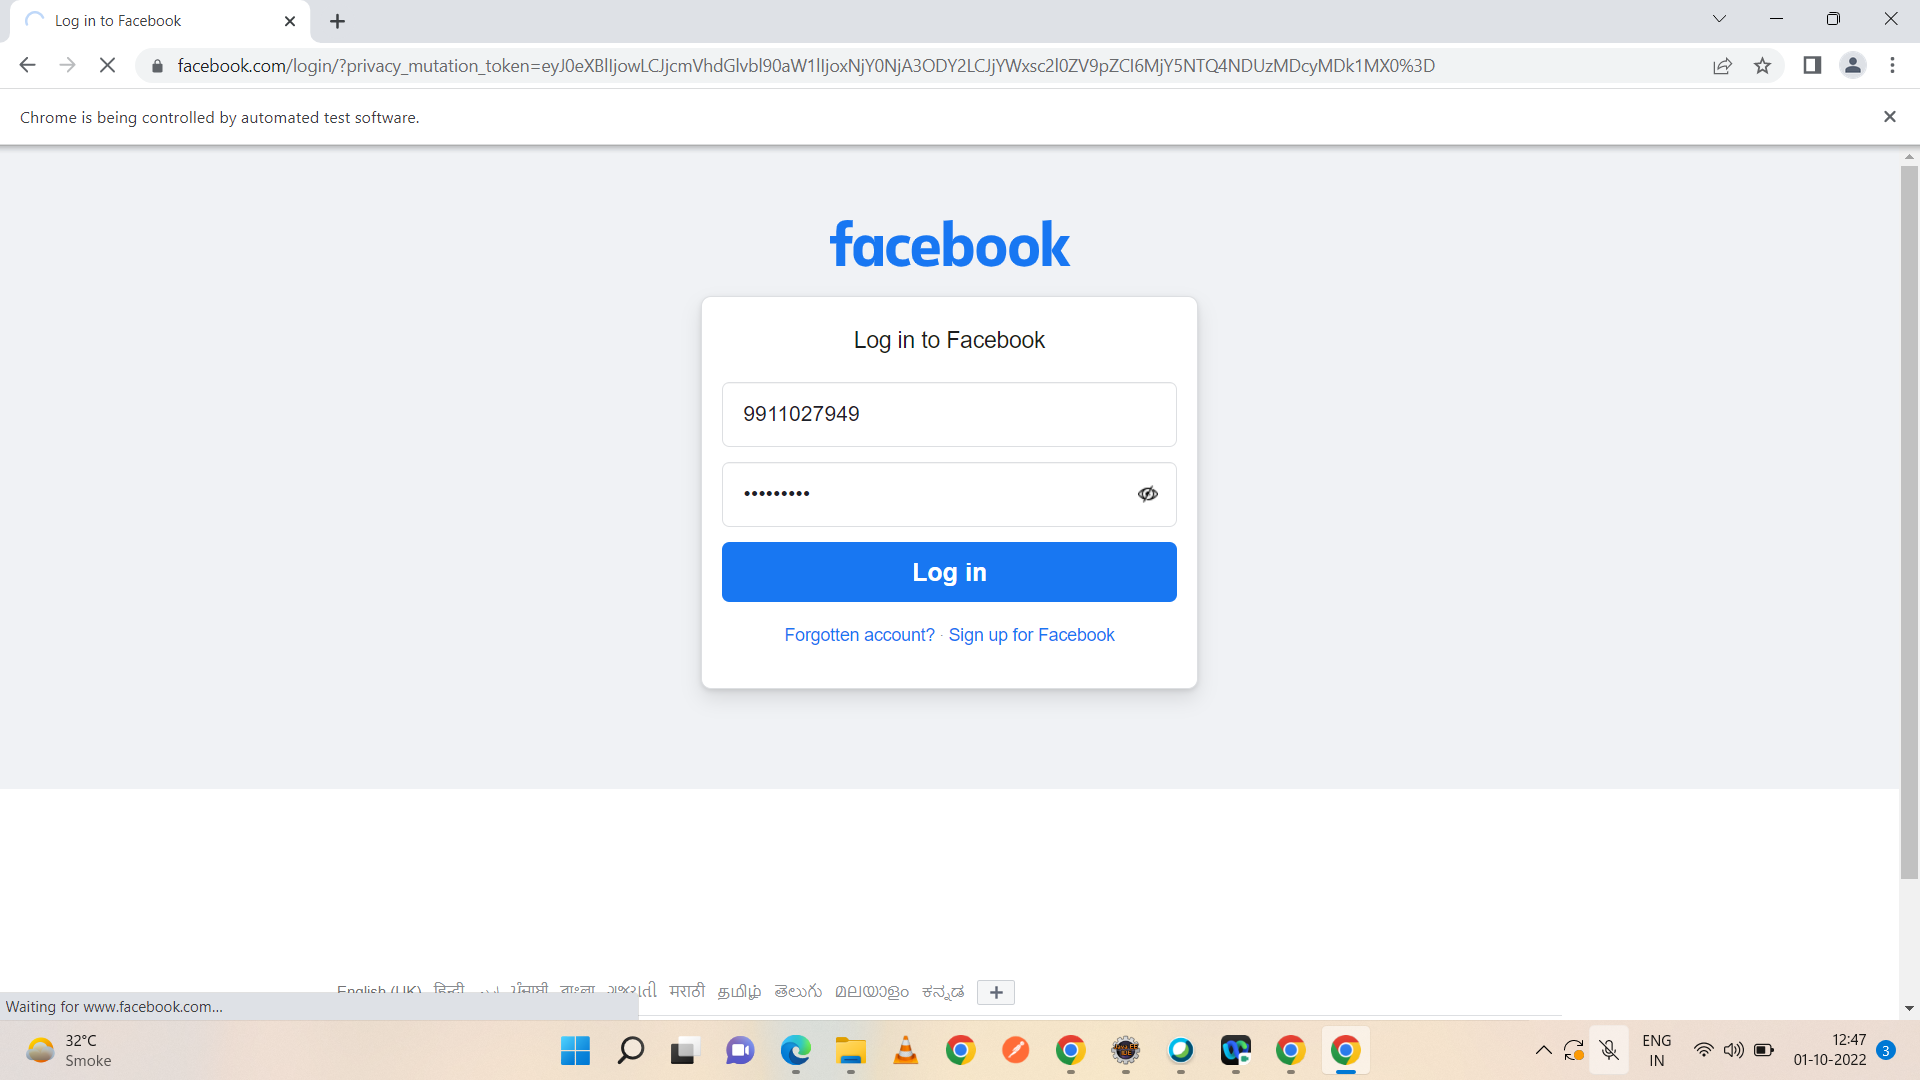 Log in to Facebook
facebook.com/login/?privacy_mutation_token=eyJ0eXBlIjowLCJjcmVhdGlvbl90aW1lIjoxNjY0NjA3ODY2LCJjYWxsc2l0ZV9pZCI6MjY5NTQ4NDUzMDcyMDk1MX0%3D
Chrome is being controlled by automated test software.
facebook
Log in to Facebook
9911027949
•••••••••
Log in
Forgotten account? · Sign up for Facebook
English (UK) हिन्दी ਪੰਜਾਬੀ বাংলা ગુજરાતી मराठी தமிழ் తెలుగు മലയാളം ಕನ್ನಡ
Waiting for www.facebook.com...
32°C
Smoke
ENG
IN
12:47
01-10-2022
3